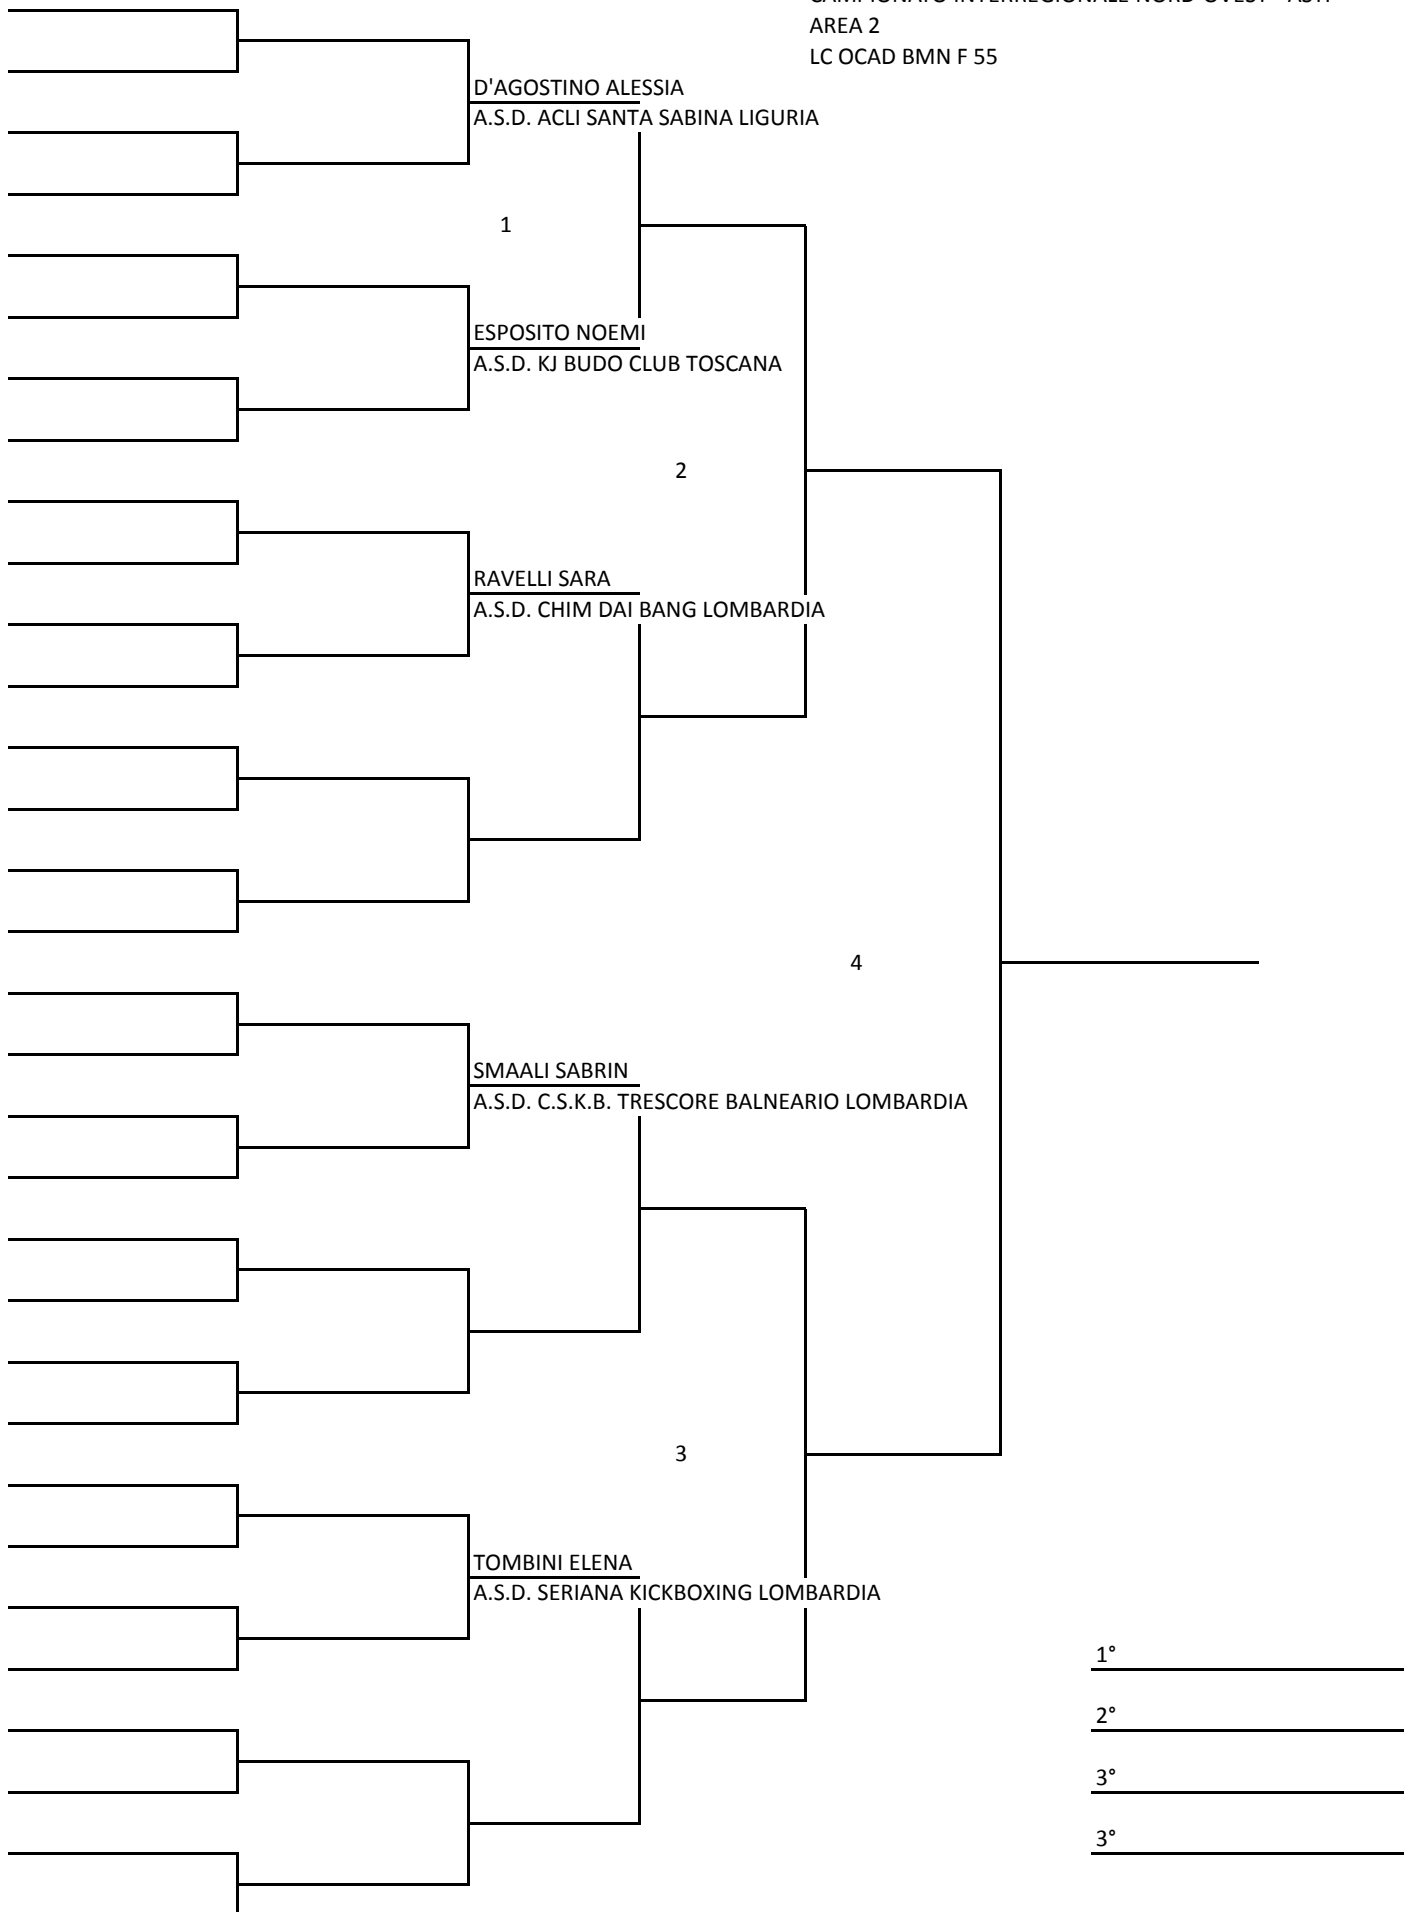 AREA 2
LC OCAD BMN F 55
D'AGOSTINO ALESSIA
A.S.D. ACLI SANTA SABINA LIGURIA
1
ESPOSITO NOEMI
A.S.D. KJ BUDO CLUB TOSCANA
2
RAVELLI SARA
A.S.D. CHIM DAI BANG LOMBARDIA
4
SMAALI SABRIN
A.S.D. C.S.K.B. TRESCORE BALNEARIO LOMBARDIA
3
TOMBINI ELENA
A.S.D. SERIANA KICKBOXING LOMBARDIA
1°
2°
3°
3°